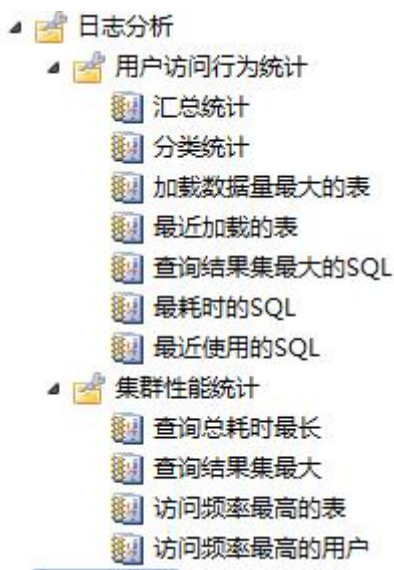 日志分析
用户访问行为统计
汇总统计
分类统计
加载数据量最大的表
最近加载的表
查询结果集最大的SQL
最耗时的SQL
最近使用的SQL
集群性能统计
查询总耗时最长
查询结果集最大
访问频率最高的表
访问频率最高的用户